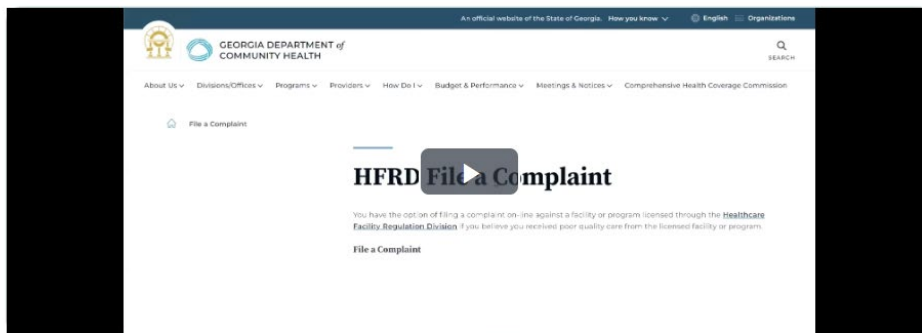 An official website of the State of Georgia. How you know English Organizations
GEORGIA DEPARTMENT of
COMMUNITY HEALTH
SEARCH
About Us Divisions/Offices Programs Providers How Do I Budget & Performance Meetings & Notices Comprehensive Health Coverage Commission
File a Complaint
HFRD File a Complaint
You have the option of filing a complaint on-line against a facility or program licensed through the Healthcare
Facility Regulation Division if you believe you received poor quality care from the licensed facility or program.
File a Complaint